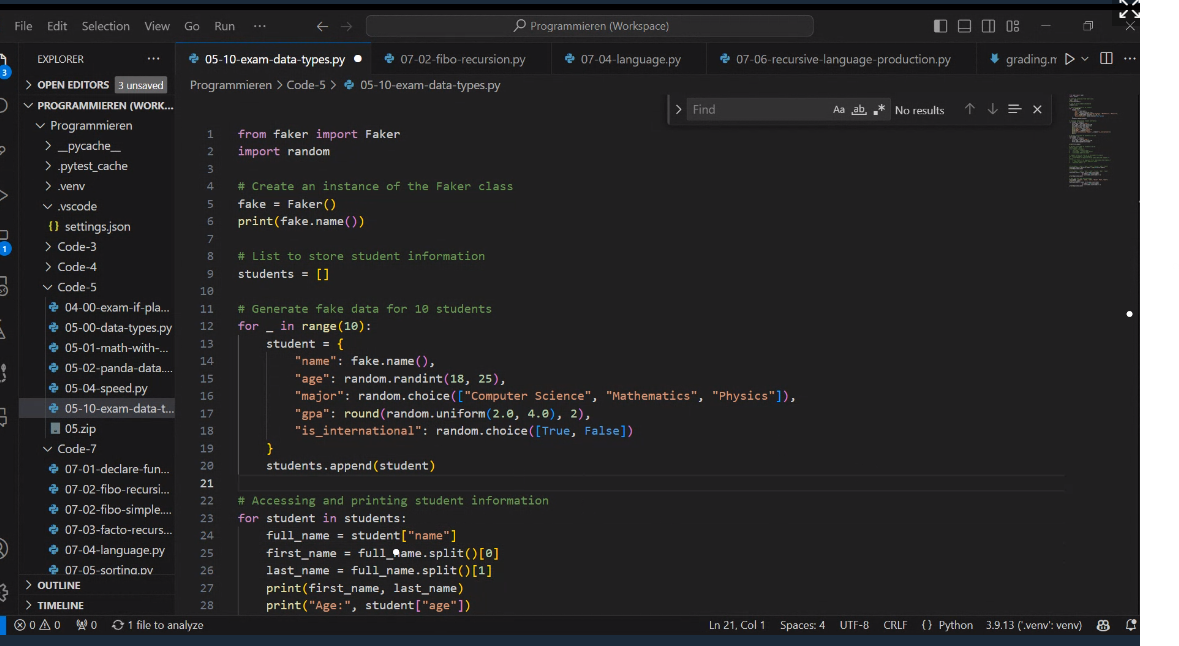 File Edit Selection View Go Run ··· Programmieren (Workspace)
EXPLORER ··· 05-10-exam-data-types.py 07-02-fibo-recursion.py 07-04-language.py 07-06-recursive-language-production.py grading.m ···
OPEN EDITORS 3 unsaved
Programmieren > Code-5 > 05-10-exam-data-types.py
PROGRAMMIEREN (WORK...
Find Aa ab .* No results
Programmieren
__pycache__
.pytest_cache
.venv
.vscode
{} settings.json
Code-3
Code-4
Code-5
04-00-exam-if-pla...
05-00-data-types.py
05-01-math-with-...
05-02-panda-data....
05-04-speed.py
05-10-exam-data-t...
05.zip
Code-7
07-01-declare-fun...
07-02-fibo-recursi...
07-02-fibo-simple....
07-03-facto-recurs...
07-04-language.py
07-05-sorting.py
OUTLINE
TIMELINE
3
1
1 from faker import Faker
2 import random
3
4 # Create an instance of the Faker class
5 fake = Faker()
6 print(fake.name())
7
8 # List to store student information
9 students = []
10
11 # Generate fake data for 10 students
12 for _ in range(10):
13 student = {
14 "name": fake.name(),
15 "age": random.randint(18, 25),
16 "major": random.choice(["Computer Science", "Mathematics", "Physics"]),
17 "gpa": round(random.uniform(2.0, 4.0), 2),
18 "is_international": random.choice([True, False])
19 }
20 students.append(student)
21
22 # Accessing and printing student information
23 for student in students:
24 full_name = student["name"]
25 first_name = full_name.split()[0]
26 last_name = full_name.split()[1]
27 print(first_name, last_name)
28 print("Age:", student["age"])
0 0 0 1 file to analyze Ln 21, Col 1 Spaces: 4 UTF-8 CRLF {} Python 3.9.13 ('.venv': venv)